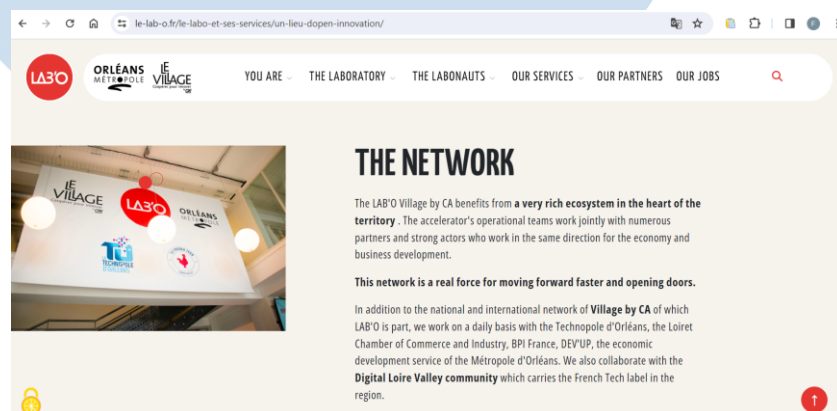 le-lab-o.fr/le-labo-et-ses-services/un-lieu-dopen-innovation/
LAB'O
ORLÉANS
MÉTROPOLE
LE
VILLAGE
YOU ARE
THE LABORATORY
THE LABONAUTS
OUR SERVICES
OUR PARTNERS
OUR JOBS
THE NETWORK
The LAB'O Village by CA benefits from a very rich ecosystem in the heart of the
territory . The accelerator's operational teams work jointly with numerous
partners and strong actors who work in the same direction for the economy and
business development.
This network is a real force for moving forward faster and opening doors.
In addition to the national and international network of Village by CA of which
LAB'O is part, we work on a daily basis with the Technopole d'Orléans, the Loiret
Chamber of Commerce and Industry, BPI France, DEV'UP, the economic
development service of the Métropole d'Orléans. We also collaborate with the
Digital Loire Valley community which carries the French Tech label in the
region.
LE
VILLAGE
LAB'O
ORLÉANS
TECHNOPOLE
D'ORLÉANS